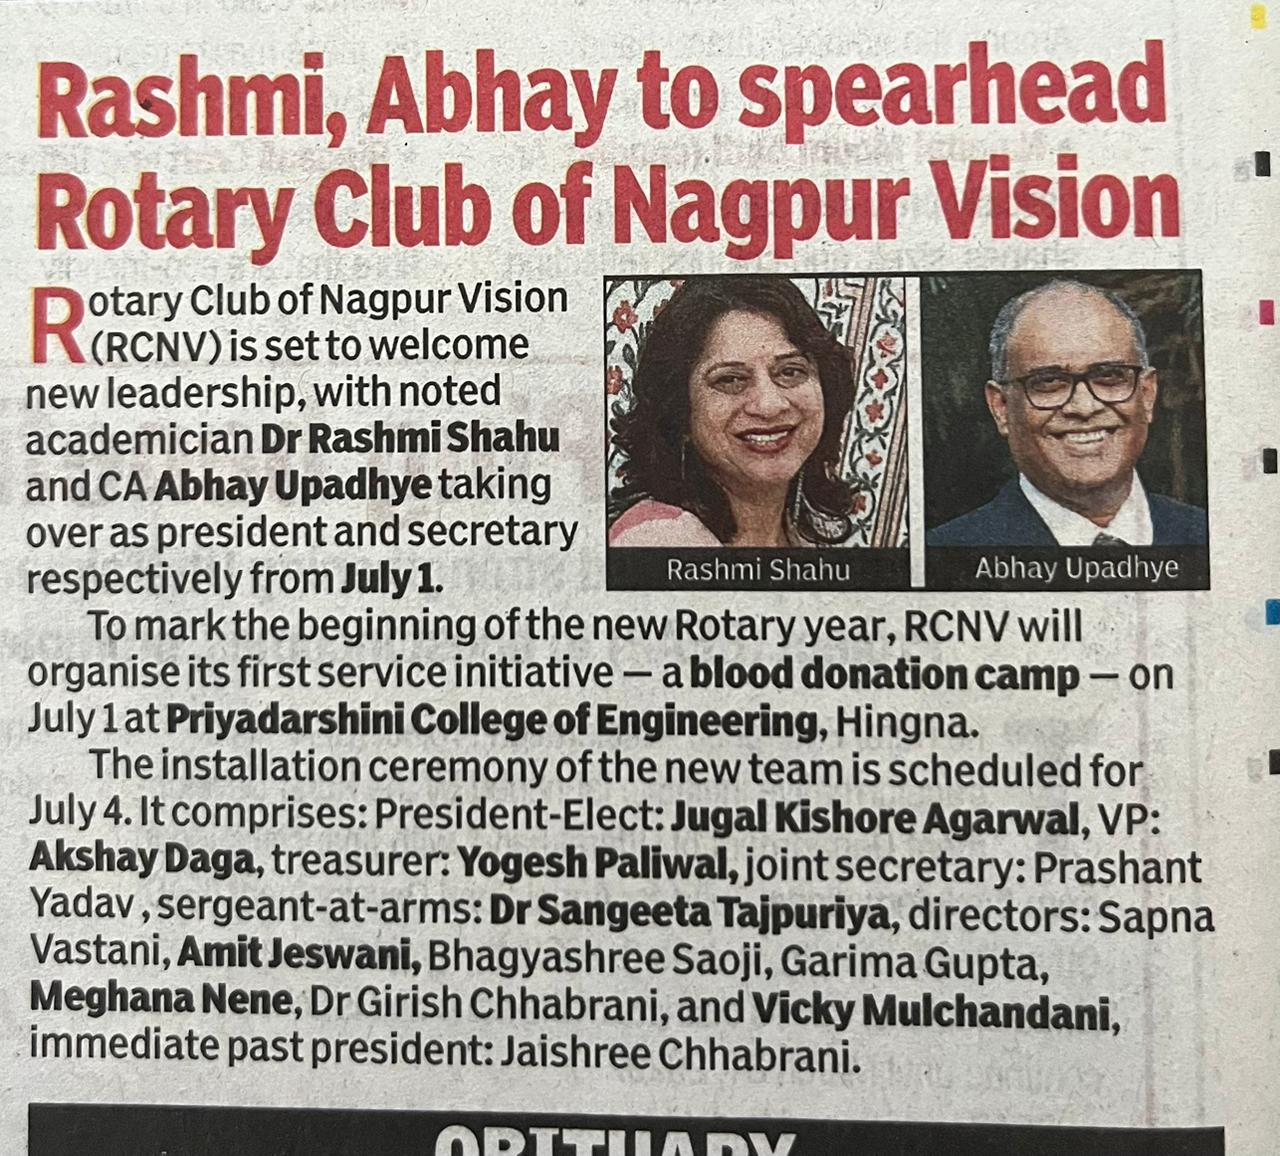 Rashmi, Abhay to spearhead
Rotary Club of Nagpur Vision
Rotary Club of Nagpur Vision
(RCNV) is set to welcome
new leadership, with noted
academician Dr Rashmi Shahu
and CA Abhay Upadhye taking
over as president and secretary
respectively from July 1.
Rashmi Shahu
Abhay Upadhye
To mark the beginning of the new Rotary year, RCNV will
organise its first service initiative — a blood donation camp — on
July 1 at Priyadarshini College of Engineering, Hingna.
The installation ceremony of the new team is scheduled for
July 4. It comprises: President-Elect: Jugal Kishore Agarwal, VP:
Akshay Daga, treasurer: Yogesh Paliwal, joint secretary: Prashant
Yadav , sergeant-at-arms: Dr Sangeeta Tajpuriya, directors: Sapna
Vastani, Amit Jeswani, Bhagyashree Saoji, Garima Gupta,
Meghana Nene, Dr Girish Chhabrani, and Vicky Mulchandani,
immediate past president: Jaishree Chhabrani.
OBITUARY